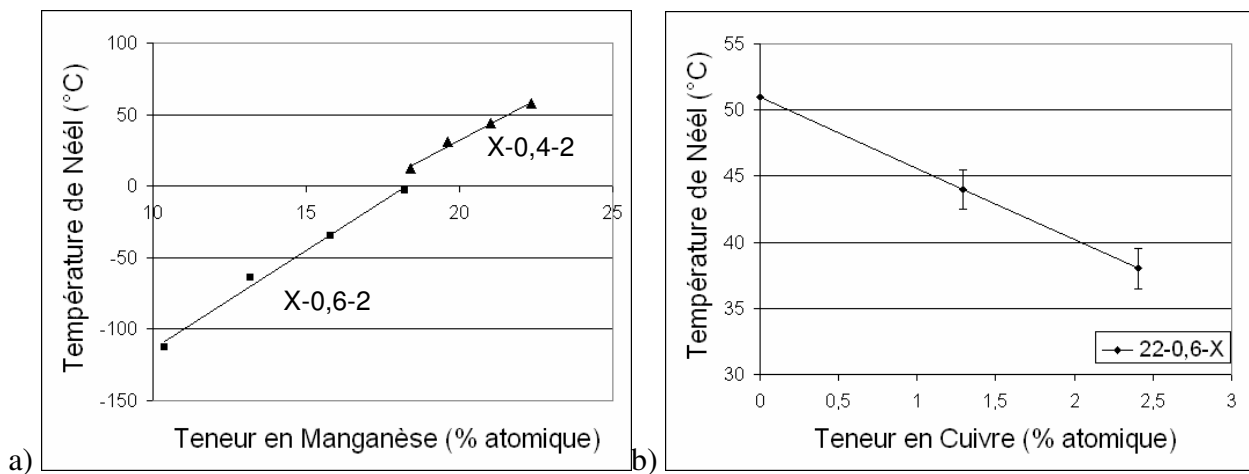 Température de Néél (°C)
100
50
0
-50
-100
-150
10
15
20
25
X-0,4-2
X-0,6-2
Teneur en Manganèse (% atomique)
a)
Température de Néél (°C)
55
50
45
40
35
30
0
0,5
1
1,5
2
2,5
3
22-0,6-X
Teneur en Cuivre (% atomique)
b)